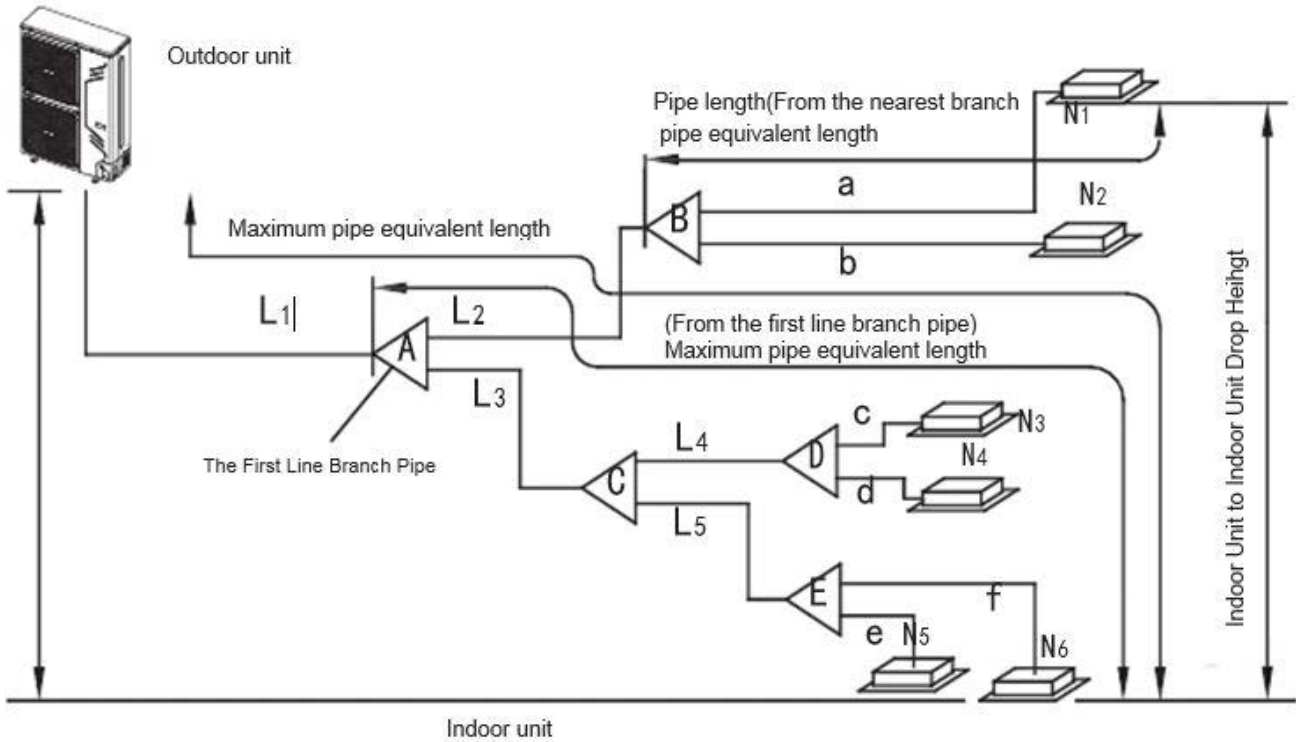 Outdoor unit
Pipe length(From the nearest branch
pipe equivalent length
N1
a
N2
B
b
Maximum pipe equivalent length
L1
L2
(From the first line branch pipe)
Maximum pipe equivalent length
A
L3
The First Line Branch Pipe
c
N3
L4
D
N4
d
C
L5
E
f
e
N5
N6
Indoor Unit to Indoor Unit Drop Heihgt
Indoor unit